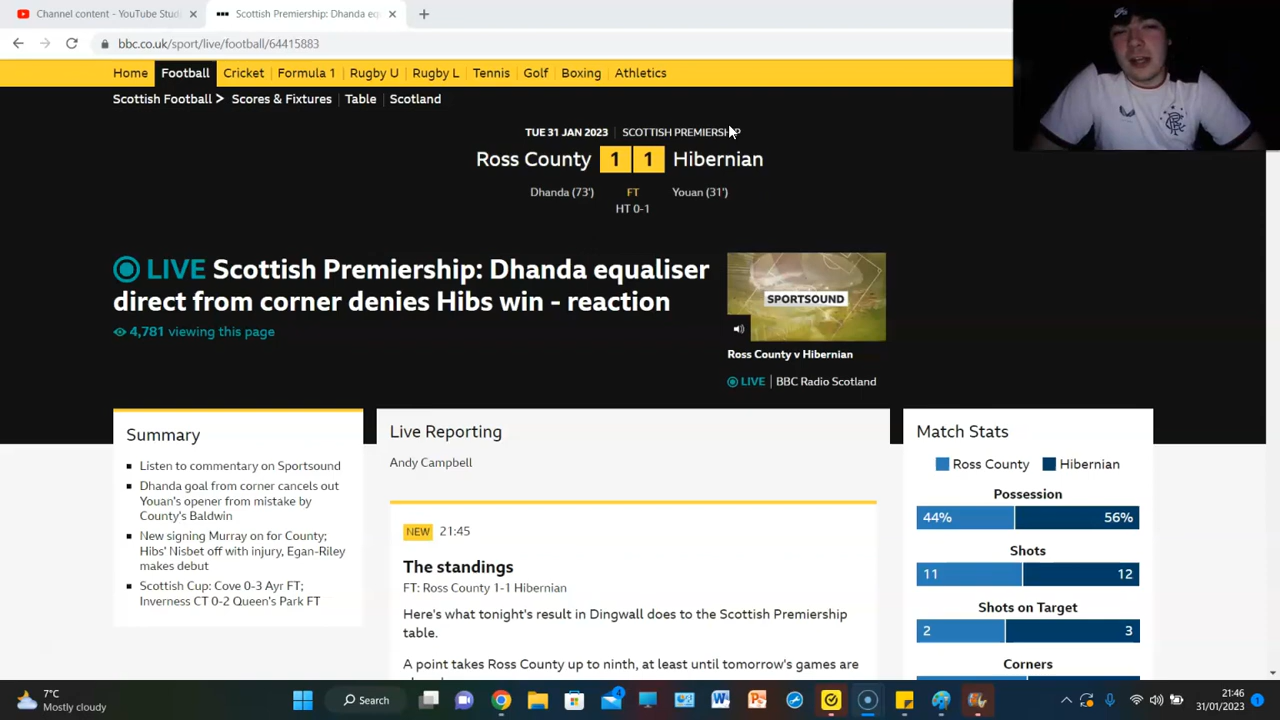 Channel content - YouTube Stud
Scottish Premiership: Dhanda eq
bbc.co.uk/sport/live/football/64415883
Home Football Cricket Formula 1 Rugby U Rugby L Tennis Golf Boxing Athletics
Scottish Football Scores & Fixtures Table Scotland
TUE 31 JAN 2023 SCOTTISH PREMIERSHIP
Ross County 1 1 Hibernian
Dhanda (73') FT Youan (31')
HT 0-1
LIVE Scottish Premiership: Dhanda equaliser
direct from corner denies Hibs win - reaction
4,781 viewing this page
SPORTSOUND
Ross County v Hibernian
LIVE BBC Radio Scotland
Summary
Listen to commentary on Sportsound
Dhanda goal from corner cancels out
Youan's opener from mistake by
County's Baldwin
New signing Murray on for County;
Hibs' Nisbet off with injury, Egan-Riley
makes debut
Scottish Cup: Cove 0-3 Ayr FT;
Inverness CT 0-2 Queen's Park FT
Live Reporting
Andy Campbell
NEW 21:45
The standings
FT: Ross County 1-1 Hibernian
Here's what tonight's result in Dingwall does to the Scottish Premiership
table.
A point takes Ross County up to ninth, at least until tomorrow's games are
Match Stats
Ross County Hibernian
Possession
44% 56%
Shots
11 12
Shots on Target
2 3
Corners
7°C
Mostly cloudy
Search
4
21:46
31/01/2023